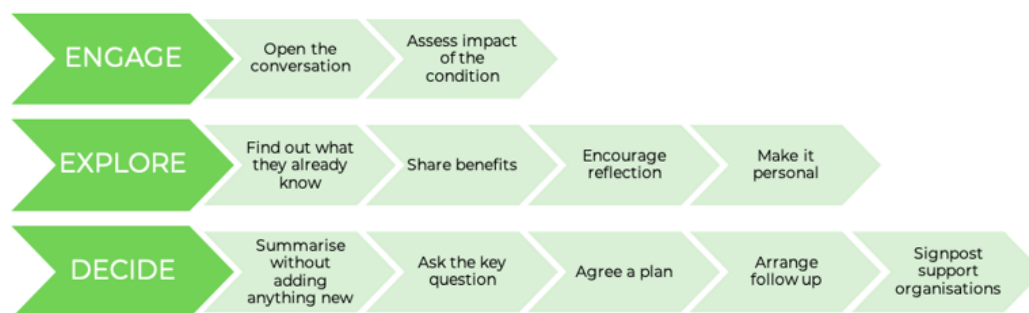 ENGAGE
Open the
conversation
Assess impact
of the
condition
EXPLORE
Find out what
they already
know
Share benefits
Encourage
reflection
Make it
personal
DECIDE
Summarise
without
adding
anything new
Ask the key
question
Agree a plan
Arrange
follow up
Signpost
support
organisations